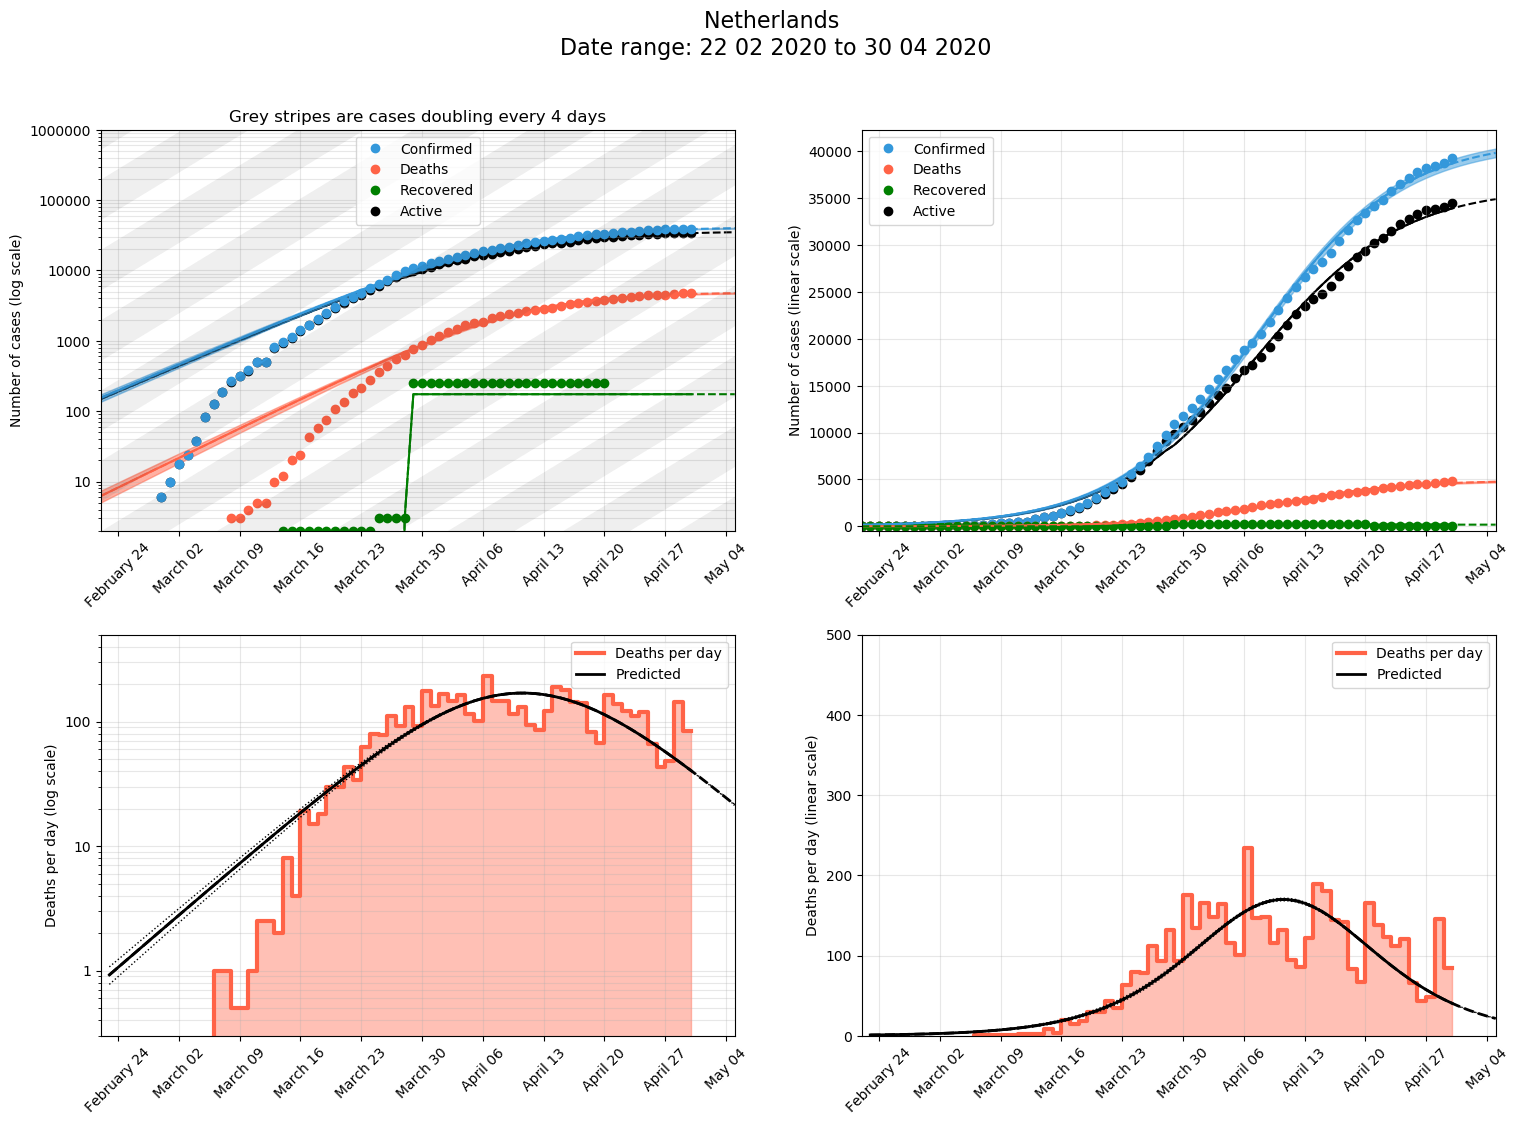 Netherlands
Date range: 22 02 2020 to 30 04 2020
Grey stripes are cases doubling every 4 days
Number of cases (log scale)
1000000
100000
10000
1000
100
10
Confirmed
Deaths
Recovered
Active
February 24
March 02
March 09
March 16
March 23
March 30
April 06
April 13
April 20
April 27
May 04
Number of cases (linear scale)
40000
35000
30000
25000
20000
15000
10000
5000
0
Confirmed
Deaths
Recovered
Active
February 24
March 02
March 09
March 16
March 23
March 30
April 06
April 13
April 20
April 27
May 04
Deaths per day (log scale)
100
10
1
Deaths per day
Predicted
February 24
March 02
March 09
March 16
March 23
March 30
April 06
April 13
April 20
April 27
May 04
Deaths per day (linear scale)
500
400
300
200
100
0
Deaths per day
Predicted
February 24
March 02
March 09
March 16
March 23
March 30
April 06
April 13
April 20
April 27
May 04